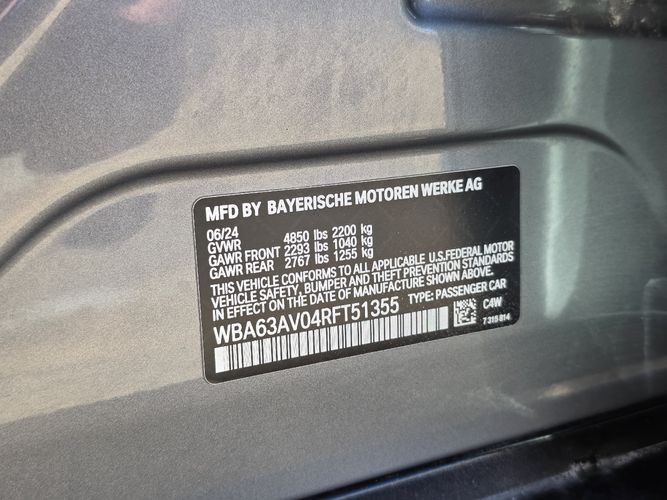 MFD BY BAYERISCHE MOTOREN WERKE AG
06/24
GVWR 4850 lbs 2200 kg
GAWR FRONT 2293 lbs 1040 kg
GAWR REAR 2767 lbs 1255 kg
THIS VEHICLE CONFORMS TO ALL APPLICABLE U.S.FEDERAL MOTOR
VEHICLE SAFETY, BUMPER AND THEFT PREVENTION STANDARDS
IN EFFECT ON THE DATE OF MANUFACTURE SHOWN ABOVE.
WBA63AV04RFT51355 TYPE: PASSENGER CAR
C4W
7 315 814